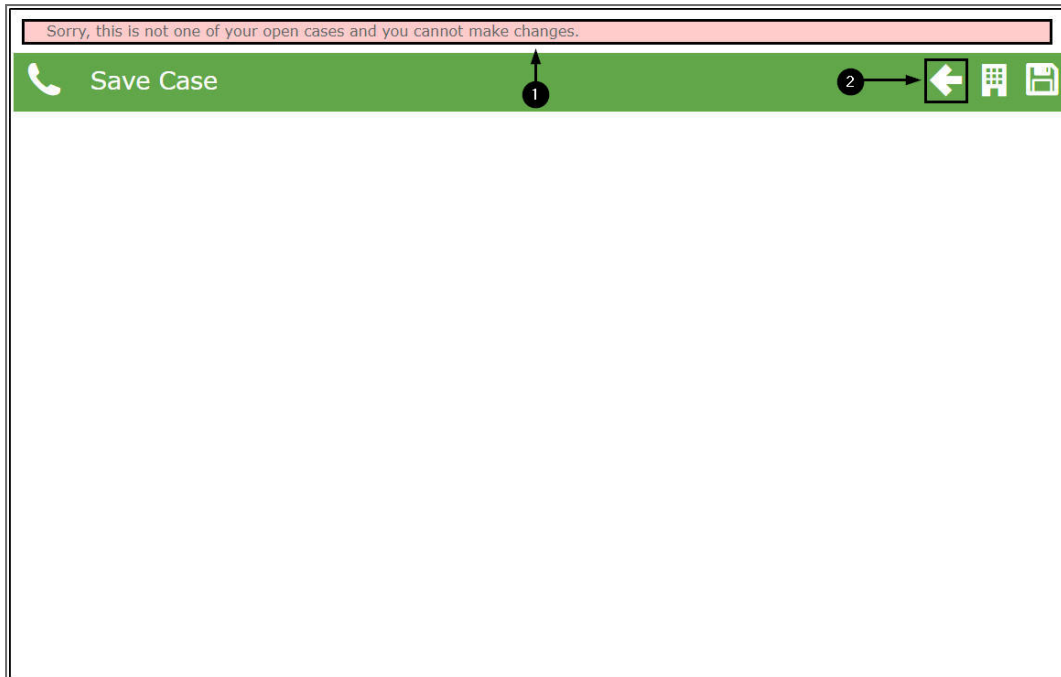 Sorry, this is not one of your open cases and you cannot make changes.
Save Case
1
2